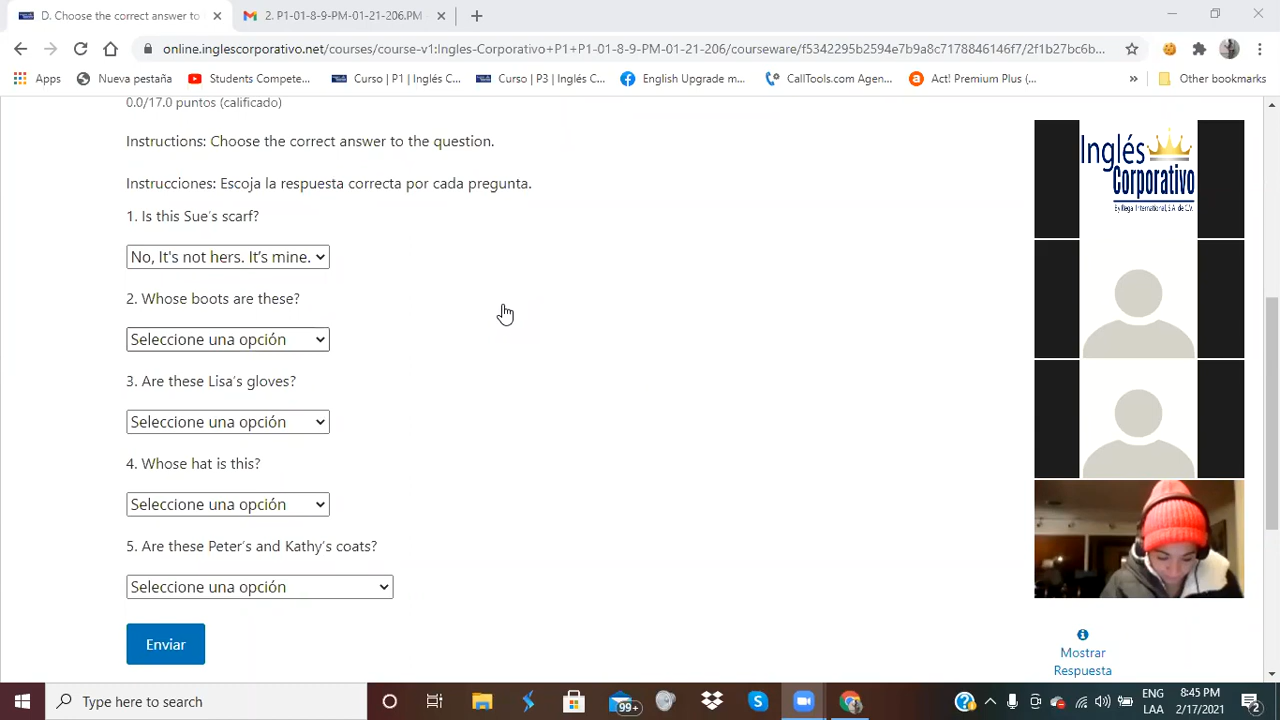 D. Choose the correct answer to
2. P1-01-8-9-PM-01-21-206.PM
online.inglescorporativo.net/courses/course-v1:Ingles-Corporativo+P1+P1-01-8-9-PM-01-21-206/courseware/f5342295b2594e7b9a8c7178846146f7/2f1b27bc6b...
Apps
Nueva pestaña
Students Compete...
Curso | P1 | Inglés C...
Curso | P3 | Inglés C...
English Upgrade m...
CallTools.com Agen...
Act! Premium Plus (...
Other bookmarks
0.0/17.0 puntos (calificado)
Instructions: Choose the correct answer to the question.
Instrucciones: Escoja la respuesta correcta por cada pregunta.
1. Is this Sue's scarf?
No, It's not hers. It's mine.
2. Whose boots are these?
Seleccione una opción
3. Are these Lisa's gloves?
Seleccione una opción
4. Whose hat is this?
Seleccione una opción
5. Are these Peter's and Kathy's coats?
Seleccione una opción
Enviar
Inglés
Corporativo
Mostrar
Respuesta
Type here to search
99+
ENG
LAA
8:45 PM
2/17/2021
2